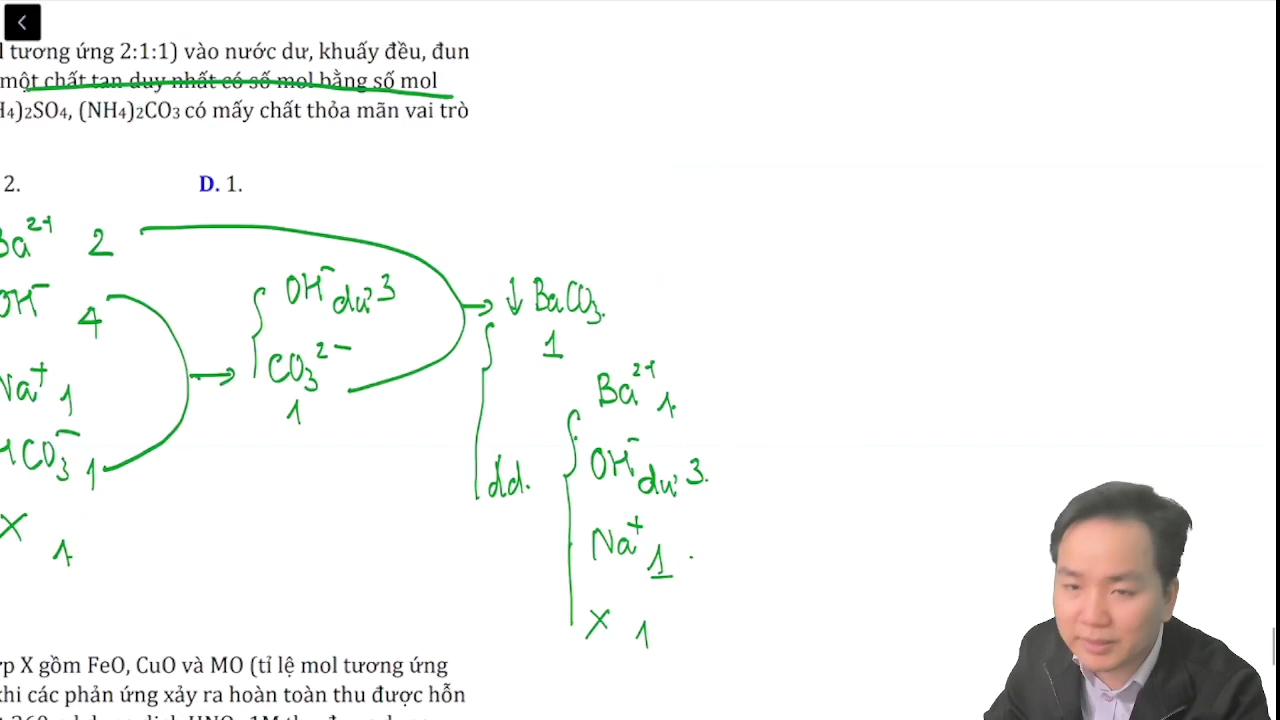 tương ứng 2:1:1) vào nước dư, khuấy đều, đun
một chất tan duy nhất có số mol bằng số mol
H₄)₂SO₄, (NH₄)₂CO₃ có mấy chất thỏa mãn vai trò
2. D. 1.
Ba²⁺ 2
OH⁻ 4
Na⁺ 1
HCO₃⁻ 1
X 1
OH⁻ dư 3
CO₃²⁻
1
↓ BaCO₃.
1
dd.
Ba²⁺ 1
OH⁻ dư 3.
Na⁺ 1
X 1
X gồm FeO, CuO và MO (tỉ lệ mol tương ứng
khi các phản ứng xảy ra hoàn toàn thu được hỗn